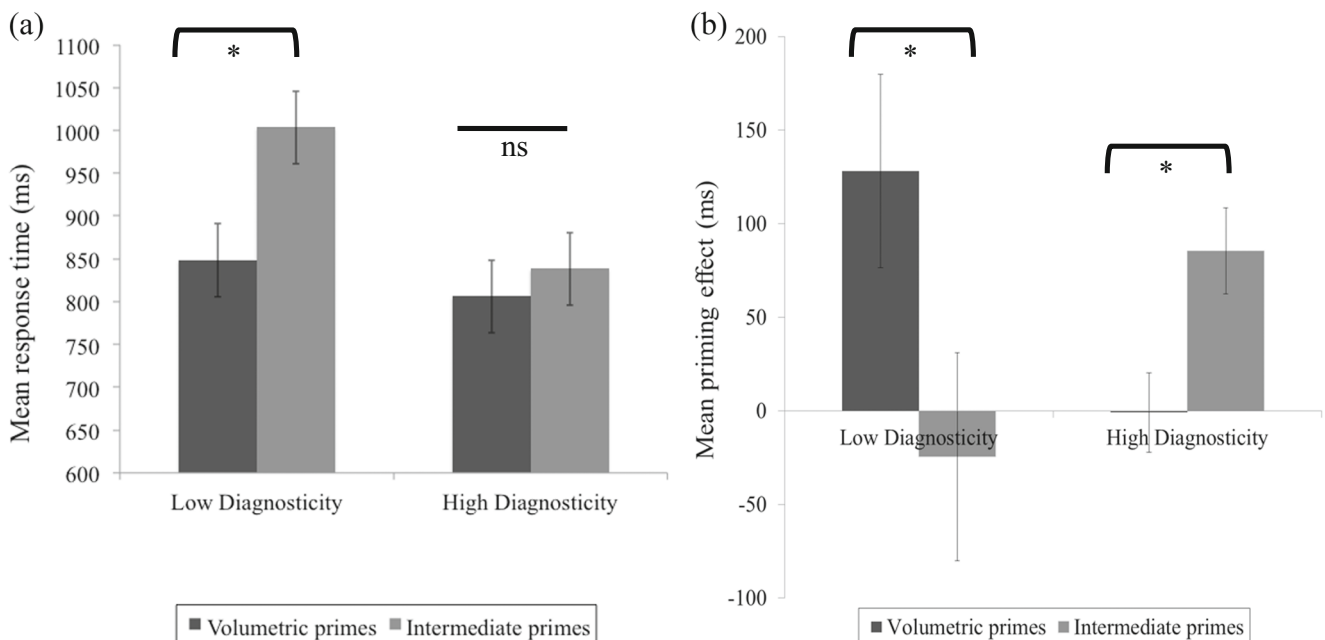 (a)
Mean response time (ms)
1100
1050
1000
950
900
850
800
750
700
650
600
*
ns
Low Diagnosticity
High Diagnosticity
Volumetric primes
Intermediate primes
(b)
Mean priming effect (ms)
200
150
100
50
0
-50
-100
*
*
Low Diagnosticity
High Diagnosticity
Volumetric primes
Intermediate primes